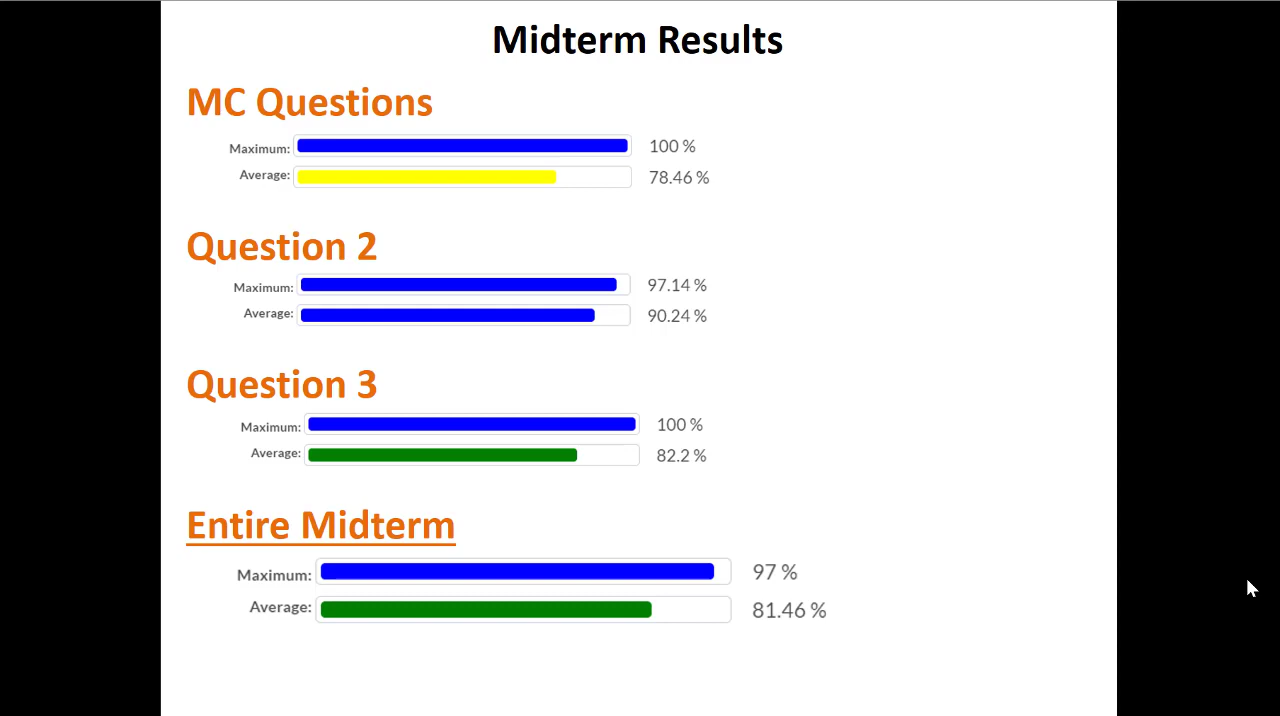 Midterm Results
MC Questions
Maximum: 100 %
Average: 78.46 %
Question 2
Maximum: 97.14 %
Average: 90.24 %
Question 3
Maximum: 100 %
Average: 82.2 %
Entire Midterm
Maximum: 97 %
Average: 81.46 %